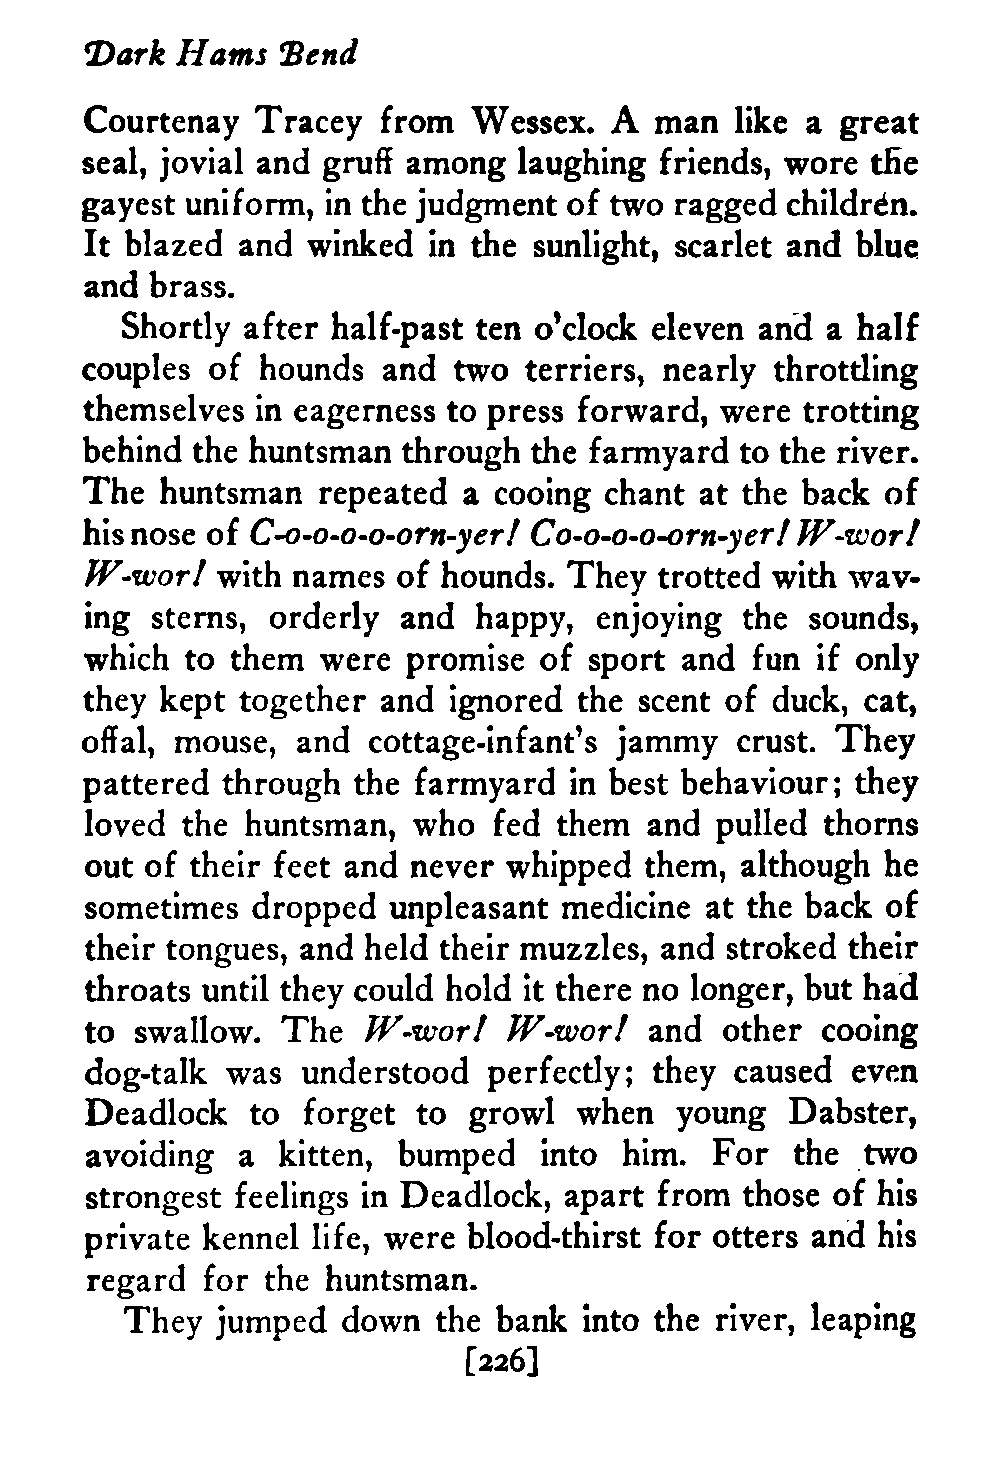 Dark Hams Bend
Courtenay Tracey from Wessex. A man like a great
seal, jovial and gruff among laughing friends, wore the
gayest uniform, in the judgment of two ragged children.
It blazed and winked in the sunlight, scarlet and blue
and brass.
Shortly after half-past ten o'clock eleven and a half
couples of hounds and two terriers, nearly throttling
themselves in eagerness to press forward, were trotting
behind the huntsman through the farmyard to the river.
The huntsman repeated a cooing chant at the back of
his nose of C-o-o-o-o-orn-yer! Co-o-o-o-orn-yer! W-wor!
W-wor! with names of hounds. They trotted with wav-
ing sterns, orderly and happy, enjoying the sounds,
which to them were promise of sport and fun if only
they kept together and ignored the scent of duck, cat,
offal, mouse, and cottage-infant's jammy crust. They
pattered through the farmyard in best behaviour; they
loved the huntsman, who fed them and pulled thorns
out of their feet and never whipped them, although he
sometimes dropped unpleasant medicine at the back of
their tongues, and held their muzzles, and stroked their
throats until they could hold it there no longer, but had
to swallow. The W-wor! W-wor! and other cooing
dog-talk was understood perfectly; they caused even
Deadlock to forget to growl when young Dabster,
avoiding a kitten, bumped into him. For the two
strongest feelings in Deadlock, apart from those of his
private kennel life, were blood-thirst for otters and his
regard for the huntsman.
They jumped down the bank into the river, leaping
[226]